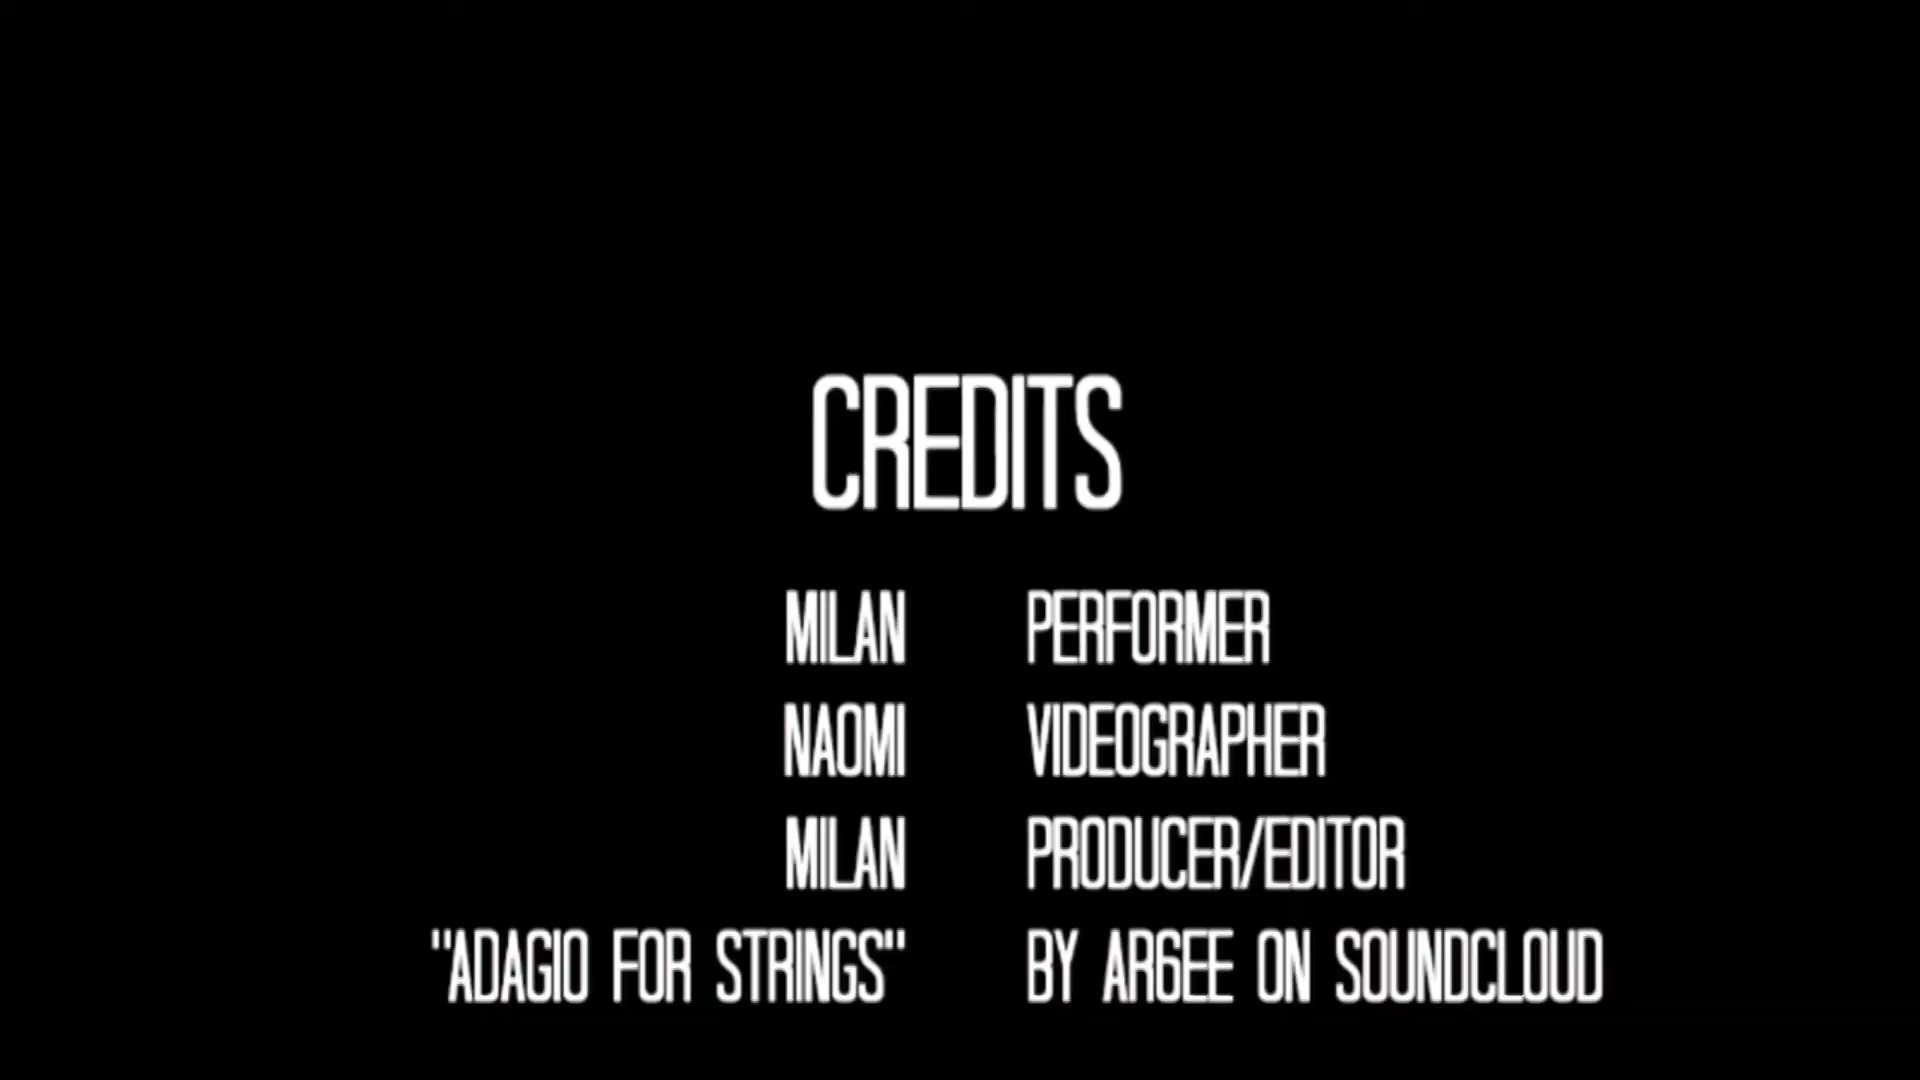 CREDITS
MILAN PERFORMER
NAOMI VIDEOGRAPHER
MILAN PRODUCER/EDITOR
"ADAGIO FOR STRINGS" BY AR6EE ON SOUNDCLOUD